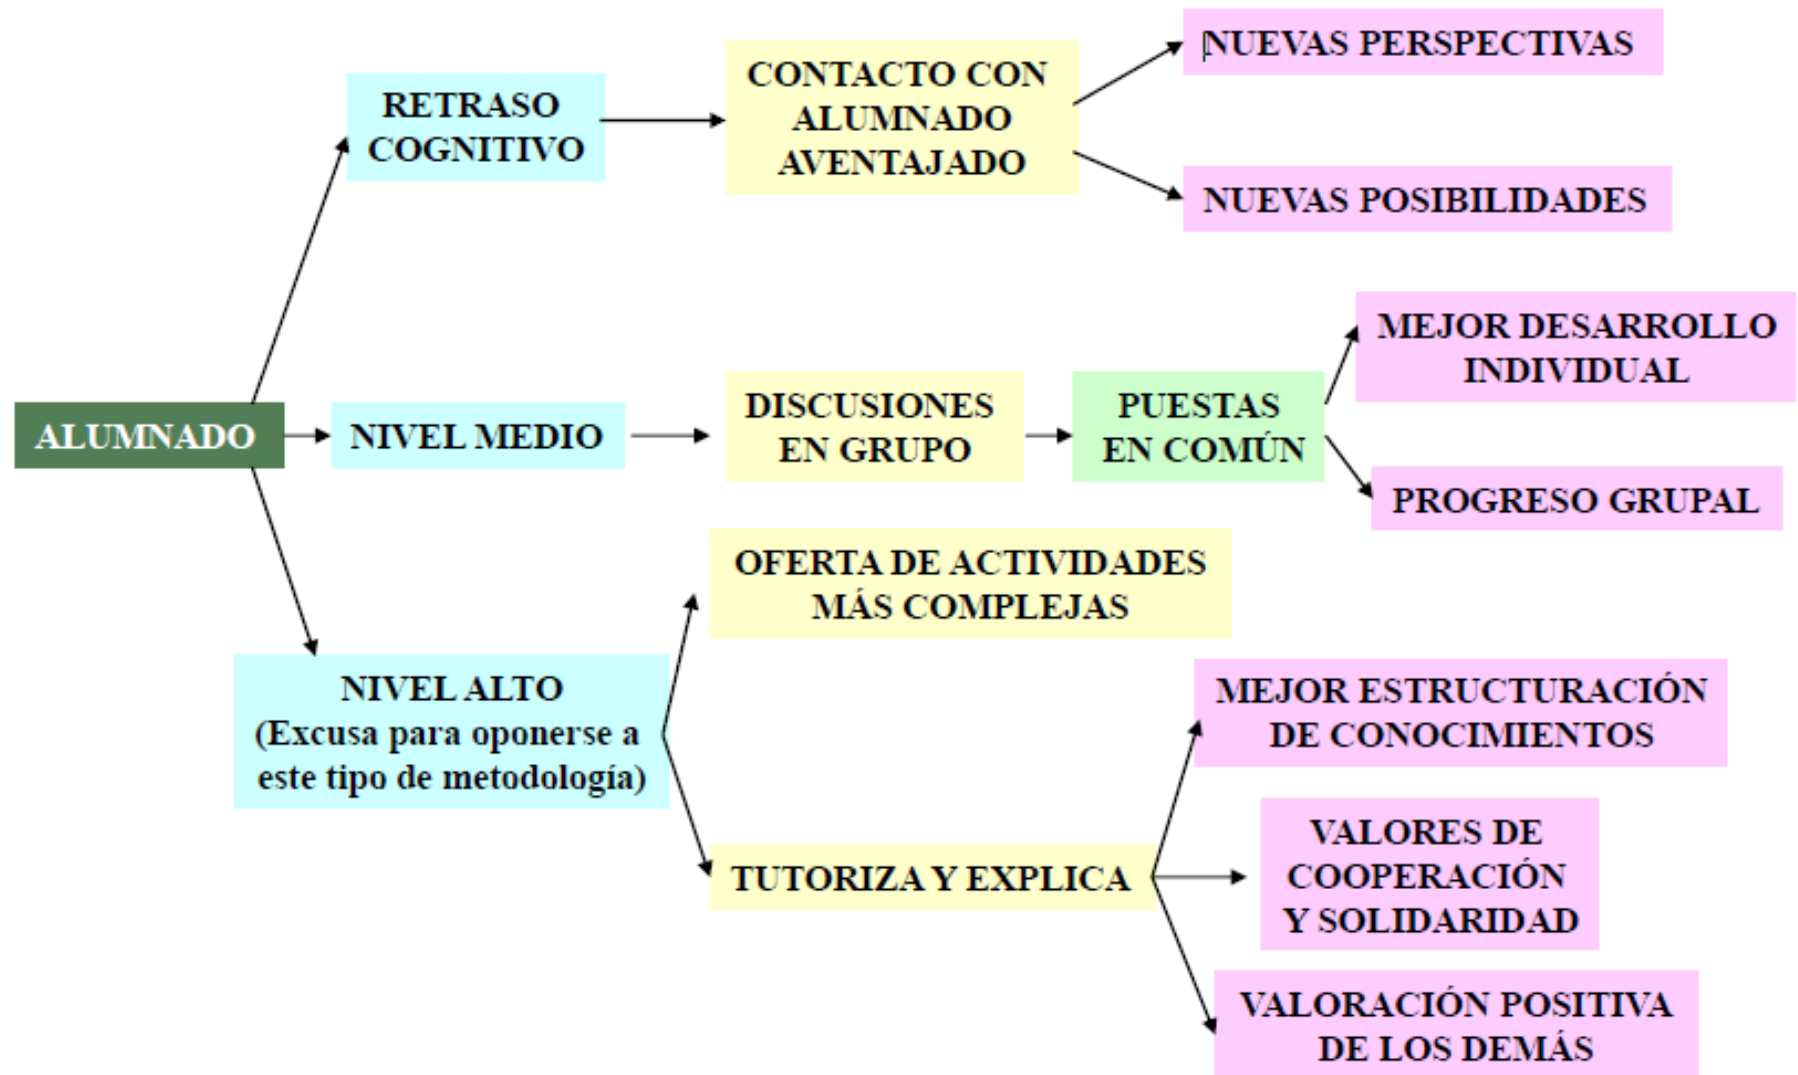 NUEVAS PERSPECTIVAS
CONTACTO CON
ALUMNADO
AVENTAJADO
RETRASO
COGNITIVO
NUEVAS POSIBILIDADES
MEJOR DESARROLLO
INDIVIDUAL
ALUMNADO
NIVEL MEDIO
DISCUSIONES
EN GRUPO
PUESTAS
EN COMÚN
PROGRESO GRUPAL
OFERTA DE ACTIVIDADES
MÁS COMPLEJAS
NIVEL ALTO
(Excusa para oponerse a
este tipo de metodología)
MEJOR ESTRUCTURACIÓN
DE CONOCIMIENTOS
TUTORIZA Y EXPLICA
VALORES DE
COOPERACIÓN
Y SOLIDARIDAD
VALORACIÓN POSITIVA
DE LOS DEMÁS